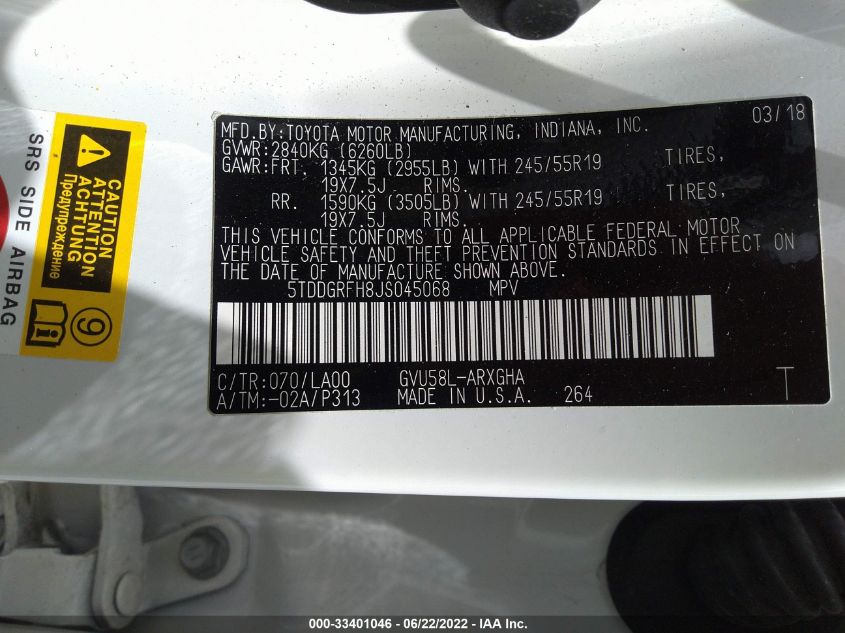 SRS SIDE AIRBAG
CAUTION
ATTENTION
ACHTUNG
Предупреждение
9
MFD.BY:TOYOTA MOTOR MANUFACTURING, INDIANA, INC. 03/18
GVWR:2840KG (6260LB)
GAWR:FRT. 1345KG (2955LB) WITH 245/55R19 TIRES,
19X7.5J RIMS.
RR. 1590KG (3505LB) WITH 245/55R19 TIRES,
19X7.5J RIMS.
THIS VEHICLE CONFORMS TO ALL APPLICABLE FEDERAL MOTOR
VEHICLE SAFETY AND THEFT PREVENTION STANDARDS IN EFFECT ON
THE DATE OF MANUFACTURE SHOWN ABOVE.
5TDDGRFH8JS045068 MPV
C/TR:070/LA00 GVU58L-ARXGHA
A/TM:-02A/P313 MADE IN U.S.A. 264 T
000-33401046 - 06/22/2022 - IAA Inc.